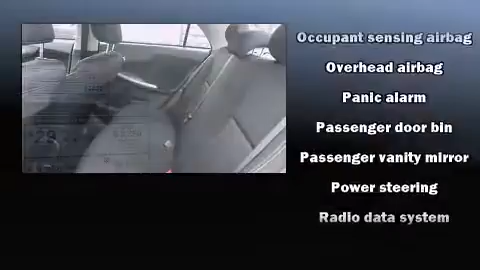 Occupant sensing airbag
Overhead airbag
Panic alarm
Passenger door bin
Passenger vanity mirror
Power steering
Radio data system